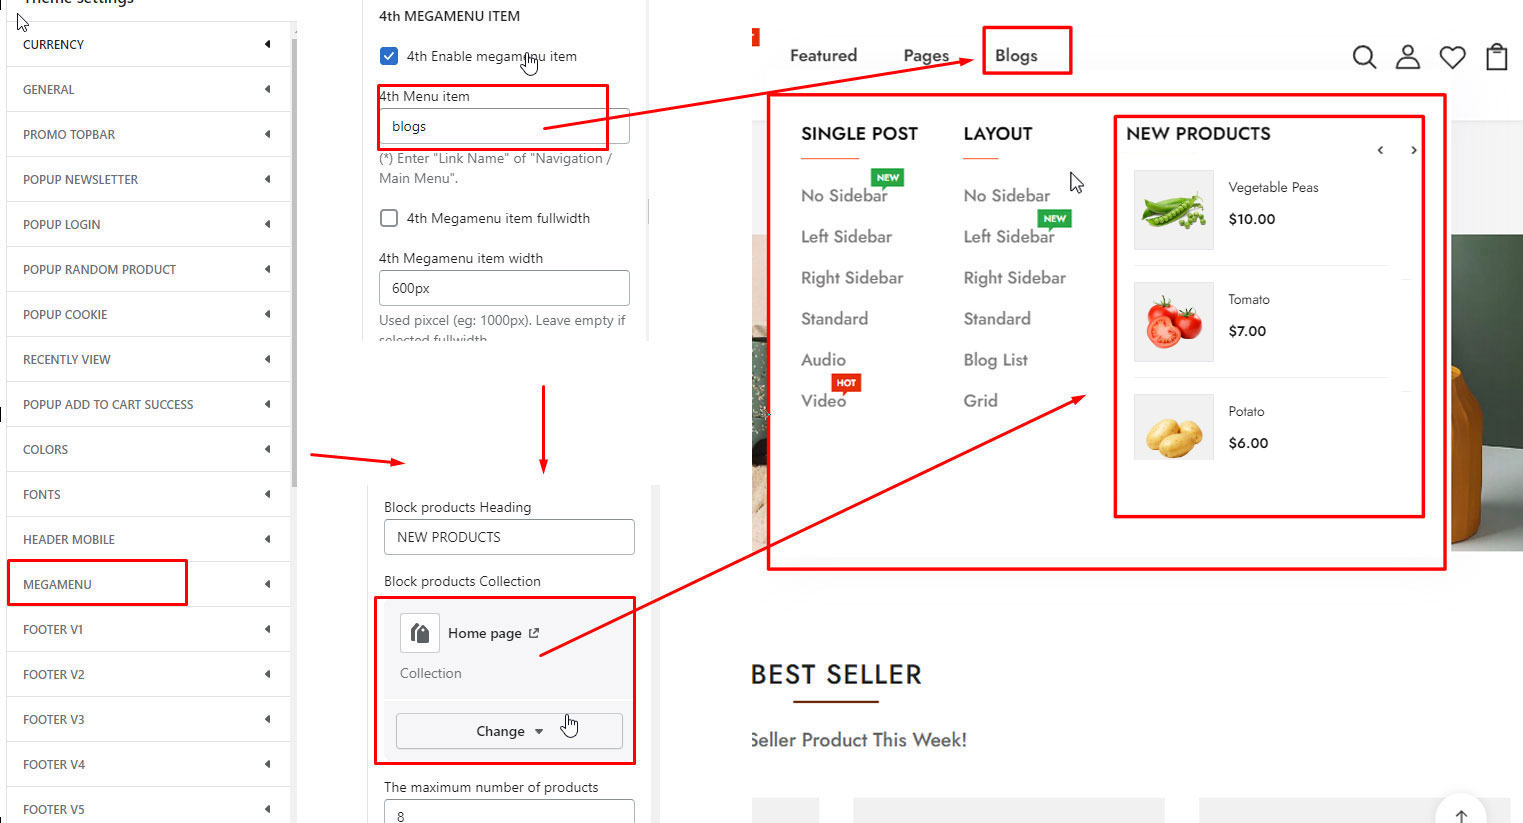 Theme settings
CURRENCY
GENERAL
PROMO TOPBAR
POPUP NEWSLETTER
POPUP LOGIN
POPUP RANDOM PRODUCT
POPUP COOKIE
RECENTLY VIEW
POPUP ADD TO CART SUCCESS
COLORS
FONTS
HEADER MOBILE
MEGAMENU
FOOTER V1
FOOTER V2
FOOTER V3
FOOTER V4
FOOTER V5
4th MEGAMENU ITEM
4th Enable megamenu item
4th Menu item
blogs
(*) Enter "Link Name" of "Navigation /
Main Menu".
4th Megamenu item fullwidth
4th Megamenu item width
600px
Used pixcel (eg: 1000px). Leave empty if
selected fullwidth
Block products Heading
NEW PRODUCTS
Block products Collection
Home page
Collection
Change
The maximum number of products
8
Featured
Pages
Blogs
SINGLE POST
NEW
No Sidebar
Left Sidebar
Right Sidebar
Standard
Audio
HOT
Video
LAYOUT
No Sidebar
NEW
Left Sidebar
Right Sidebar
Standard
Blog List
Grid
NEW PRODUCTS
Vegetable Peas
$10.00
Tomato
$7.00
Potato
$6.00
BEST SELLER
Seller Product This Week!